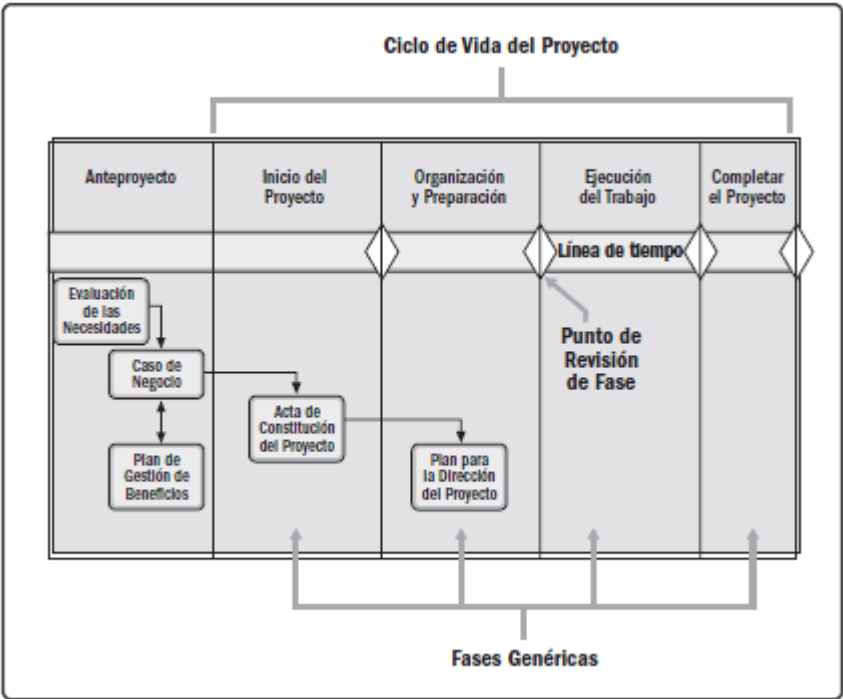 Ciclo de Vida del Proyecto
Anteproyecto
Inicio del
Proyecto
Organización
y Preparación
Ejecución
del Trabajo
Completar
el Proyecto
Línea de tiempo
Evaluación
de las
Necesidades
Caso de
Negocio
Plan de
Gestión de
Beneficios
Acta de
Constitución
del Proyecto
Plan para
la Dirección
del Proyecto
Punto de
Revisión
de Fase
Fases Genéricas